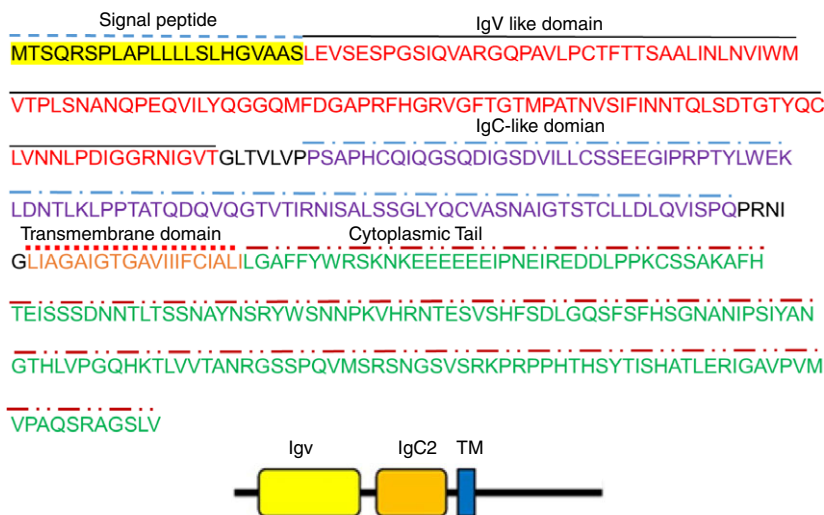 Signal peptide IgV like domain
MTSQRSPLAPLLLLSLHGVAASLEVSESPGSIQVARGQPAVLPCTFTTSAALINLNVIWM
VTPLSNANQPEQVILYQGGQMFDGAPRFHGRVGFTGTMPATNVSIFINNTQLSDTGTYQC
IgC-like domian
LVNNLPDIGGRNIGVTGLTVLVPPSAPHCQIQGSQDIGSDVILLCSSEEGIPRPTYLWEK
LDNTLKLPPTATQDQVQGTVTIRNISALSSGLYQCVASNAIGTSTCLLDLQVISPQPRNI
Transmembrane domain Cytoplasmic Tail
GLIAGAIGTGAVIIIFCIALILGAFFYWRSKNKEEEEEEIPNEIREDDLPPKCSSAKAFH
TEISSSDNNTLTSSNAYNSRYWSNNPKVHRNTESVSHFSDLGQSFSFHSGNANIPSIYAN
GTHLVPGQHKTLVVTANRGSSPQVMSRSNGSVSRKPRPPHTHSYTISHATLERIGAVPVM
VPAQSRAGSLV
Igv IgC2 TM